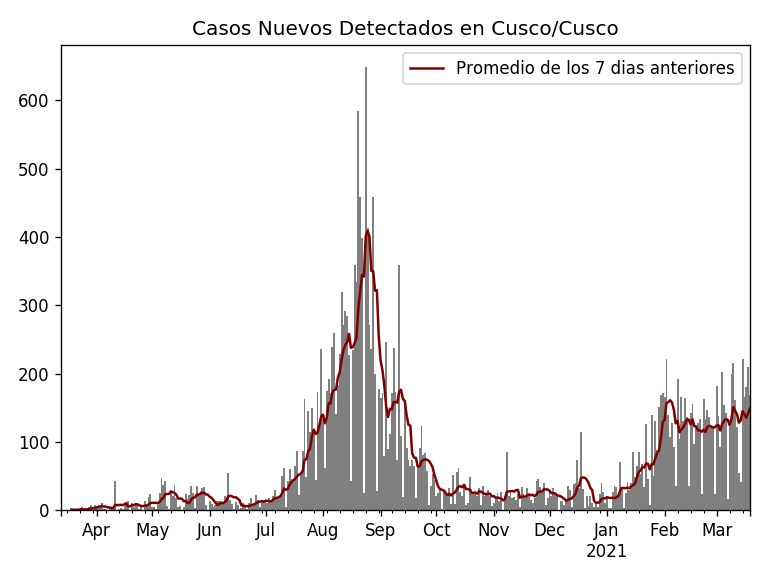 Casos Nuevos Detectados en Cusco/Cusco
Promedio de los 7 dias anteriores
600
500
400
300
200
100
0
Apr May Jun Jul Aug Sep Oct Nov Dec Jan Feb Mar
2021